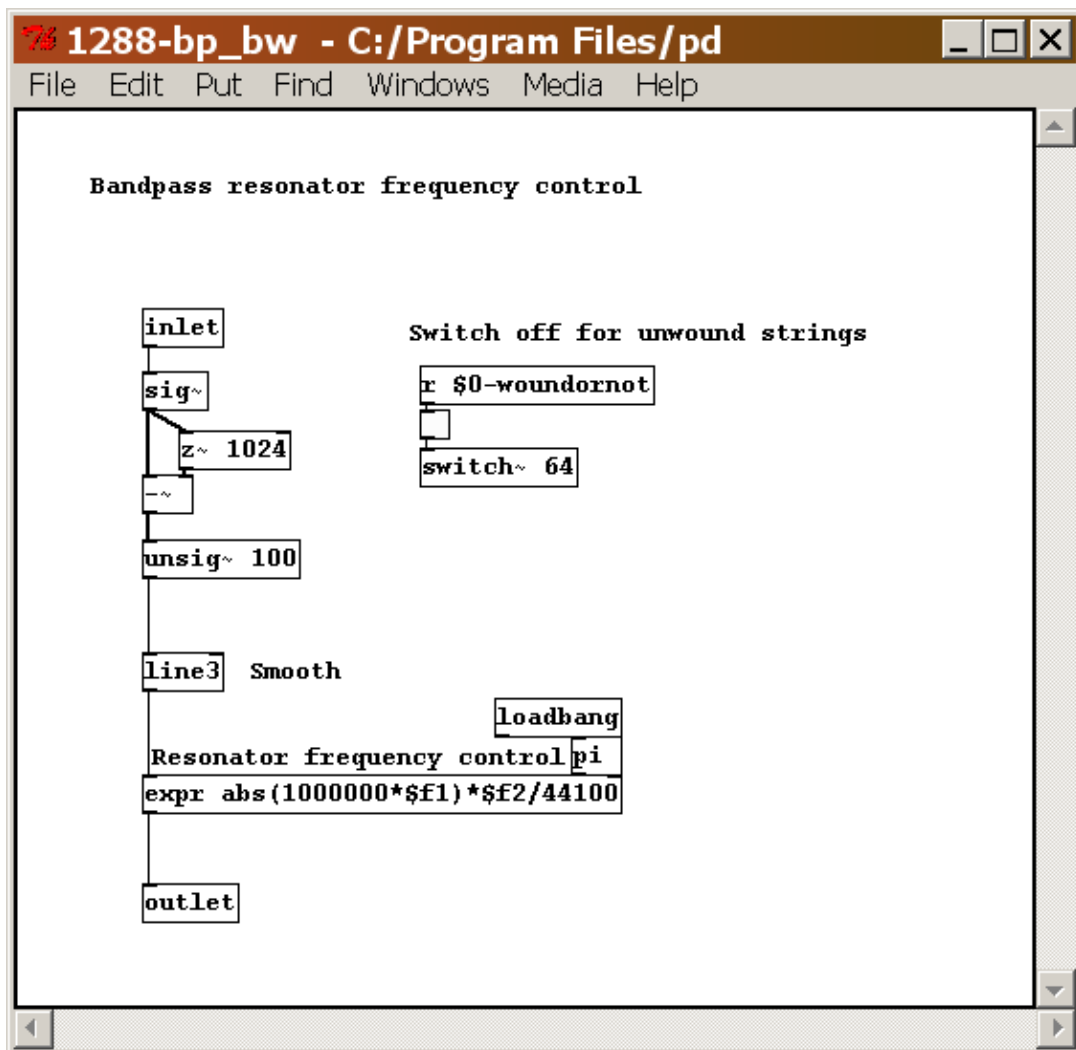 1288-bp_bw - C:/Program Files/pd
File Edit Put Find Windows Media Help
Bandpass resonator frequency control
inlet
Switch off for unwound strings
sig~
r $0-woundornot
z~ 1024
switch~ 64
-~
unsig~ 100
line3 Smooth
loadbang
Resonator frequency control pi
expr abs(1000000*$f1)*$f2/44100
outlet